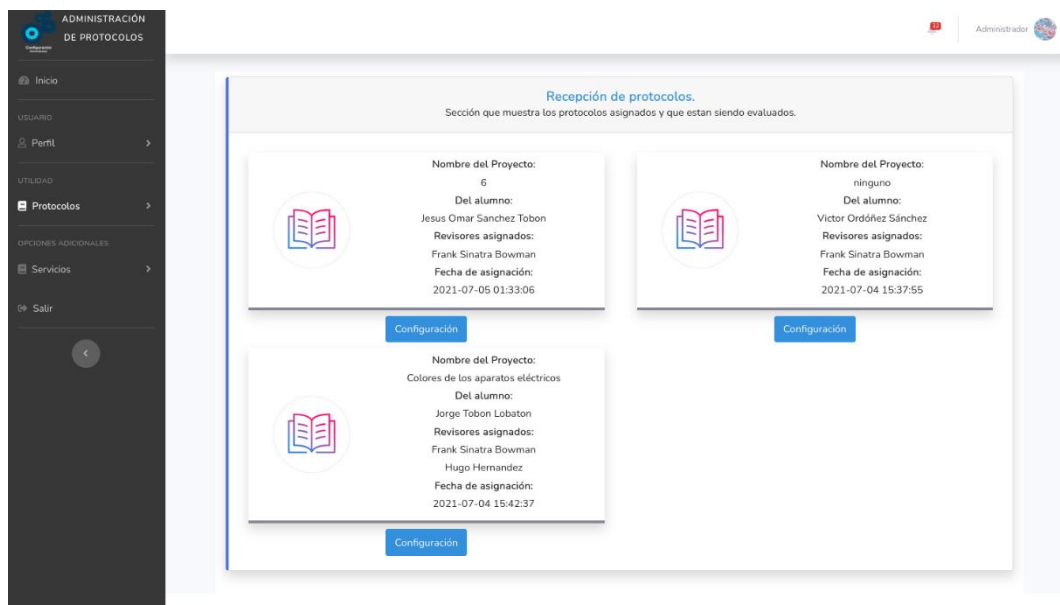 ADMINISTRACIÓN
DE PROTOCOLOS
Inicio
USUARIO
Perfil
UTILIDAD
Protocolos
OPCIONES ADICIONALES
Servicios
Salir
Administrador
Recepción de protocolos.
Sección que muestra los protocolos asignados y que estan siendo evaluados.
Nombre del Proyecto:
6
Del alumno:
Jesus Omar Sanchez Tobon
Revisores asignados:
Frank Sinatra Bowman
Fecha de asignación:
2021-07-05 01:33:06
Configuración
Nombre del Proyecto:
ninguno
Del alumno:
Victor Ordóñez Sánchez
Revisores asignados:
Frank Sinatra Bowman
Fecha de asignación:
2021-07-04 15:37:55
Configuración
Nombre del Proyecto:
Colores de los aparatos eléctricos
Del alumno:
Jorge Tobon Lobaton
Revisores asignados:
Frank Sinatra Bowman
Hugo Hernandez
Fecha de asignación:
2021-07-04 15:42:37
Configuración